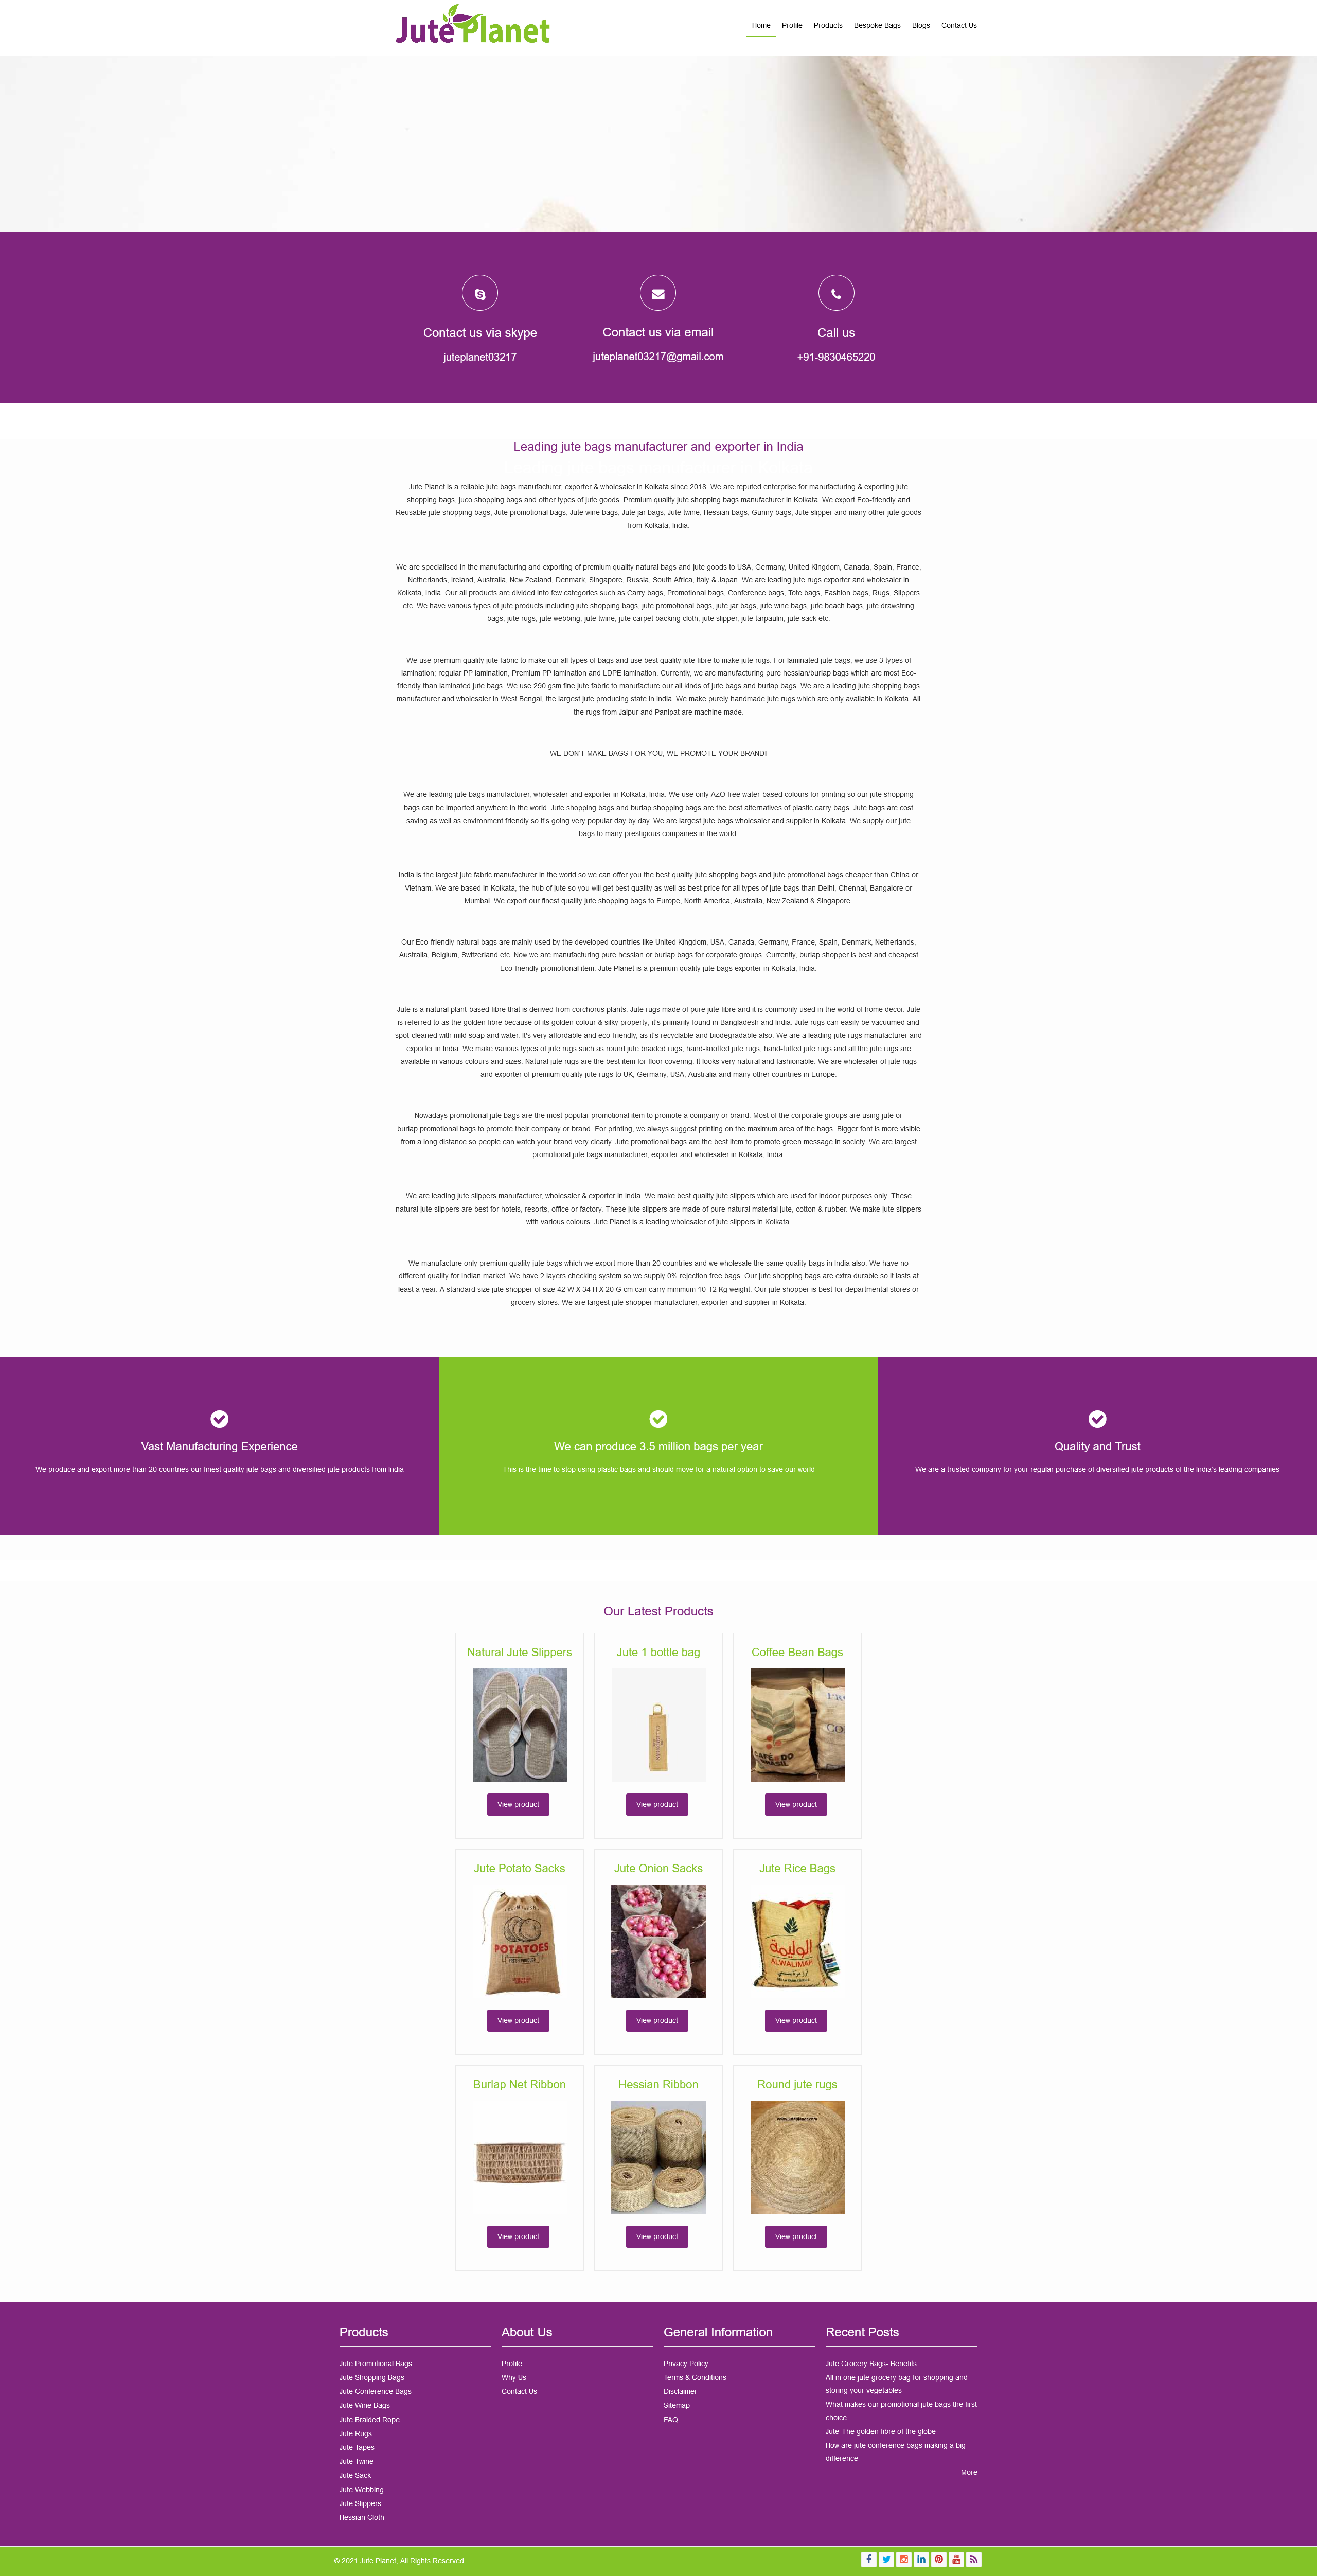 Jute Planet
Home Profile Products Bespoke Bags Blogs Contact Us
Contact us via skype
juteplanet03217
Contact us via email
juteplanet03217@gmail.com
Call us
+91-9830465220
Leading jute bags manufacturer and exporter in India
Jute Planet is a reliable jute bags manufacturer, exporter & wholesaler in Kolkata since 2018. We are reputed enterprise for manufacturing & exporting jute
shopping bags, juco shopping bags and other types of jute goods. Premium quality jute shopping bags manufacturer in Kolkata. We export Eco-friendly and
Reusable jute shopping bags, Jute promotional bags, Jute wine bags, Jute jar bags, Jute twine, Hessian bags, Gunny bags, Jute slipper and many other jute goods
from Kolkata, India.
We are specialised in the manufacturing and exporting of premium quality natural bags and jute goods to USA, Germany, United Kingdom, Canada, Spain, France,
Netherlands, Ireland, Australia, New Zealand, Denmark, Singapore, Russia, South Africa, Italy & Japan. We are leading jute rugs exporter and wholesaler in
Kolkata, India. Our all products are divided into few categories such as Carry bags, Promotional bags, Conference bags, Tote bags, Fashion bags, Rugs, Slippers
etc. We have various types of jute products including jute shopping bags, jute promotional bags, jute jar bags, jute wine bags, jute beach bags, jute drawstring
bags, jute rugs, jute webbing, jute twine, jute carpet backing cloth, jute slipper, jute tarpaulin, jute sack etc.
We use premium quality jute fabric to make our all types of bags and use best quality jute fibre to make jute rugs. For laminated jute bags, we use 3 types of
lamination; regular PP lamination, Premium PP lamination and LDPE lamination. Currently, we are manufacturing pure hessian/burlap bags which are most Eco-
friendly than laminated jute bags. We use 290 gsm fine jute fabric to manufacture our all kinds of jute bags and burlap bags. We are a leading jute shopping bags
manufacturer and wholesaler in West Bengal, the largest jute producing state in India. We make purely handmade jute rugs which are only available in Kolkata. All
the rugs from Jaipur and Panipat are machine made.
WE DON'T MAKE BAGS FOR YOU, WE PROMOTE YOUR BRAND!
We are leading jute bags manufacturer, wholesaler and exporter in Kolkata, India. We use only AZO free water-based colours for printing so our jute shopping
bags can be imported anywhere in the world. Jute shopping bags and burlap shopping bags are the best alternatives of plastic carry bags. Jute bags are cost
saving as well as environment friendly so it's going very popular day by day. We are largest jute bags wholesaler and supplier in Kolkata. We supply our jute
bags to many prestigious companies in the world.
India is the largest jute fabric manufacturer in the world so we can offer you the best quality jute shopping bags and jute promotional bags cheaper than China or
Vietnam. We are based in Kolkata, the hub of jute so you will get best quality as well as best price for all types of jute bags than Delhi, Chennai, Bangalore or
Mumbai. We export our finest quality jute shopping bags to Europe, North America, Australia, New Zealand & Singapore.
Our Eco-friendly natural bags are mainly used by the developed countries like United Kingdom, USA, Canada, Germany, France, Spain, Denmark, Netherlands,
Australia, Belgium, Switzerland etc. Now we are manufacturing pure hessian or burlap bags for corporate groups. Currently, burlap shopper is best and cheapest
Eco-friendly promotional item. Jute Planet is a premium quality jute bags exporter in Kolkata, India.
Jute is a natural plant-based fibre that is derived from corchorus plants. Jute rugs made of pure jute fibre and it is commonly used in the world of home decor. Jute
is referred to as the golden fibre because of its golden colour & silky property; it's primarily found in Bangladesh and India. Jute rugs can easily be vacuumed and
spot-cleaned with mild soap and water. It's very affordable and eco-friendly, as it's recyclable and biodegradable also. We are a leading jute rugs manufacturer and
exporter in India. We make various types of jute rugs such as round jute braided rugs, hand-knotted jute rugs, hand-tufted jute rugs and all the jute rugs are
available in various colours and sizes. Natural jute rugs are the best item for floor covering. It looks very natural and fashionable. We are wholesaler of jute rugs
and exporter of premium quality jute rugs to UK, Germany, USA, Australia and many other countries in Europe.
Nowadays promotional jute bags are the most popular promotional item to promote a company or brand. Most of the corporate groups are using jute or
burlap promotional bags to promote their company or brand. For printing, we always suggest printing on the maximum area of the bags. Bigger font is more visible
from a long distance so people can watch your brand very clearly. Jute promotional bags are the best item to promote green message in society. We are largest
promotional jute bags manufacturer, exporter and wholesaler in Kolkata, India.
We are leading jute slippers manufacturer, wholesaler & exporter in India. We make best quality jute slippers which are used for indoor purposes only. These
natural jute slippers are best for hotels, resorts, office or factory. These jute slippers are made of pure natural material jute, cotton & rubber. We make jute slippers
with various colours. Jute Planet is a leading wholesaler of jute slippers in Kolkata.
We manufacture only premium quality jute bags which we export more than 20 countries and we wholesale the same quality bags in India also. We have no
different quality for Indian market. We have 2 layers checking system so we supply 0% rejection free bags. Our jute shopping bags are extra durable so it lasts at
least a year. A standard size jute shopper of size 42 W X 34 H X 20 G cm can carry minimum 10-12 Kg weight. Our jute shopper is best for departmental stores or
grocery stores. We are largest jute shopper manufacturer, exporter and supplier in Kolkata.
Vast Manufacturing Experience
We produce and export more than 20 countries our finest quality jute bags and diversified jute products from India
We can produce 3.5 million bags per year
This is the time to stop using plastic bags and should move for a natural option to save our world
Quality and Trust
We are a trusted company for your regular purchase of diversified jute products of the India's leading companies
Our Latest Products
Natural Jute Slippers
View product
Jute 1 bottle bag
View product
Coffee Bean Bags
CAFÉ DO
BRASIL
CO
View product
Jute Potato Sacks
POTATOES
FRESH PRODUCE
View product
Jute Onion Sacks
View product
Jute Rice Bags
الوليمة
ALWALIMAH
View product
Burlap Net Ribbon
View product
Hessian Ribbon
View product
Round jute rugs
www.juteplanet.com
View product
Products
Jute Promotional Bags
Jute Shopping Bags
Jute Conference Bags
Jute Wine Bags
Jute Braided Rope
Jute Rugs
Jute Tapes
Jute Twine
Jute Sack
Jute Webbing
Jute Slippers
Hessian Cloth
About Us
Profile
Why Us
Contact Us
General Information
Privacy Policy
Terms & Conditions
Disclaimer
Sitemap
FAQ
Recent Posts
Jute Grocery Bags- Benefits
All in one jute grocery bag for shopping and
storing your vegetables
What makes our promotional jute bags the first
choice
Jute-The golden fibre of the globe
How are jute conference bags making a big
difference
More
© 2021 Jute Planet, All Rights Reserved.